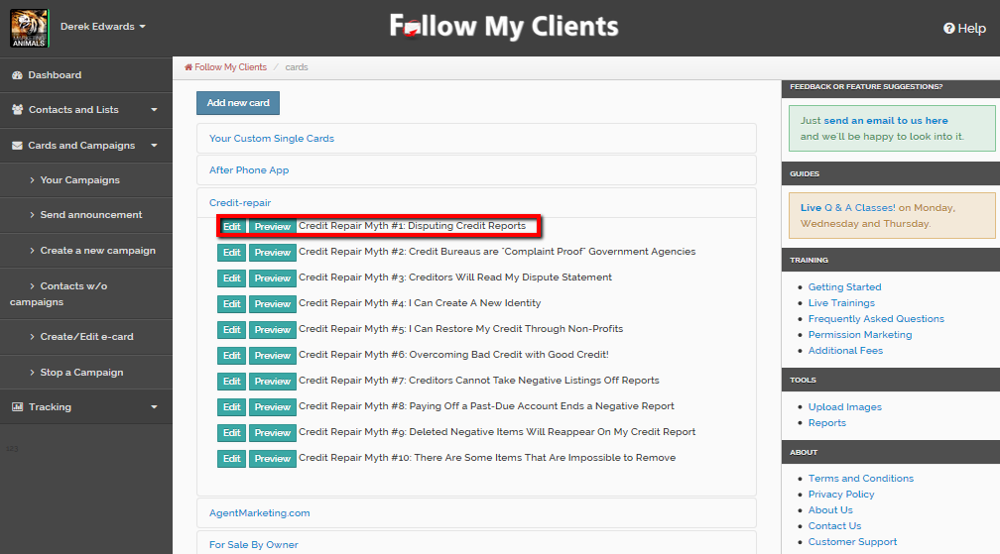 MARKETING
ANIMALS
Derek Edwards
Follow My Clients
Help
Dashboard
Contacts and Lists
Cards and Campaigns
Your Campaigns
Send announcement
Create a new campaign
Contacts w/o
campaigns
Create/Edit e-card
Stop a Campaign
Tracking
Follow My Clients / cards
Add new card
Your Custom Single Cards
After Phone App
Credit-repair
Edit Preview Credit Repair Myth #1: Disputing Credit Reports
Edit Preview Credit Repair Myth #2: Credit Bureaus are "Complaint Proof" Government Agencies
Edit Preview Credit Repair Myth #3: Creditors Will Read My Dispute Statement
Edit Preview Credit Repair Myth #4: I Can Create A New Identity
Edit Preview Credit Repair Myth #5: I Can Restore My Credit Through Non-Profits
Edit Preview Credit Repair Myth #6: Overcoming Bad Credit with Good Credit!
Edit Preview Credit Repair Myth #7: Creditors Cannot Take Negative Listings Off Reports
Edit Preview Credit Repair Myth #8: Paying Off a Past-Due Account Ends a Negative Report
Edit Preview Credit Repair Myth #9: Deleted Negative Items Will Reappear On My Credit Report
Edit Preview Credit Repair Myth #10: There Are Some Items That Are Impossible to Remove
AgentMarketing.com
For Sale By Owner
FEEDBACK OR FEATURE SUGGESTIONS?
Just send an email to us here
and we'll be happy to look into it.
GUIDES
Live Q & A Classes! on Monday,
Wednesday and Thursday.
TRAINING
Getting Started
Live Trainings
Frequently Asked Questions
Permission Marketing
Additional Fees
TOOLS
Upload Images
Reports
ABOUT
Terms and Conditions
Privacy Policy
About Us
Contact Us
Customer Support